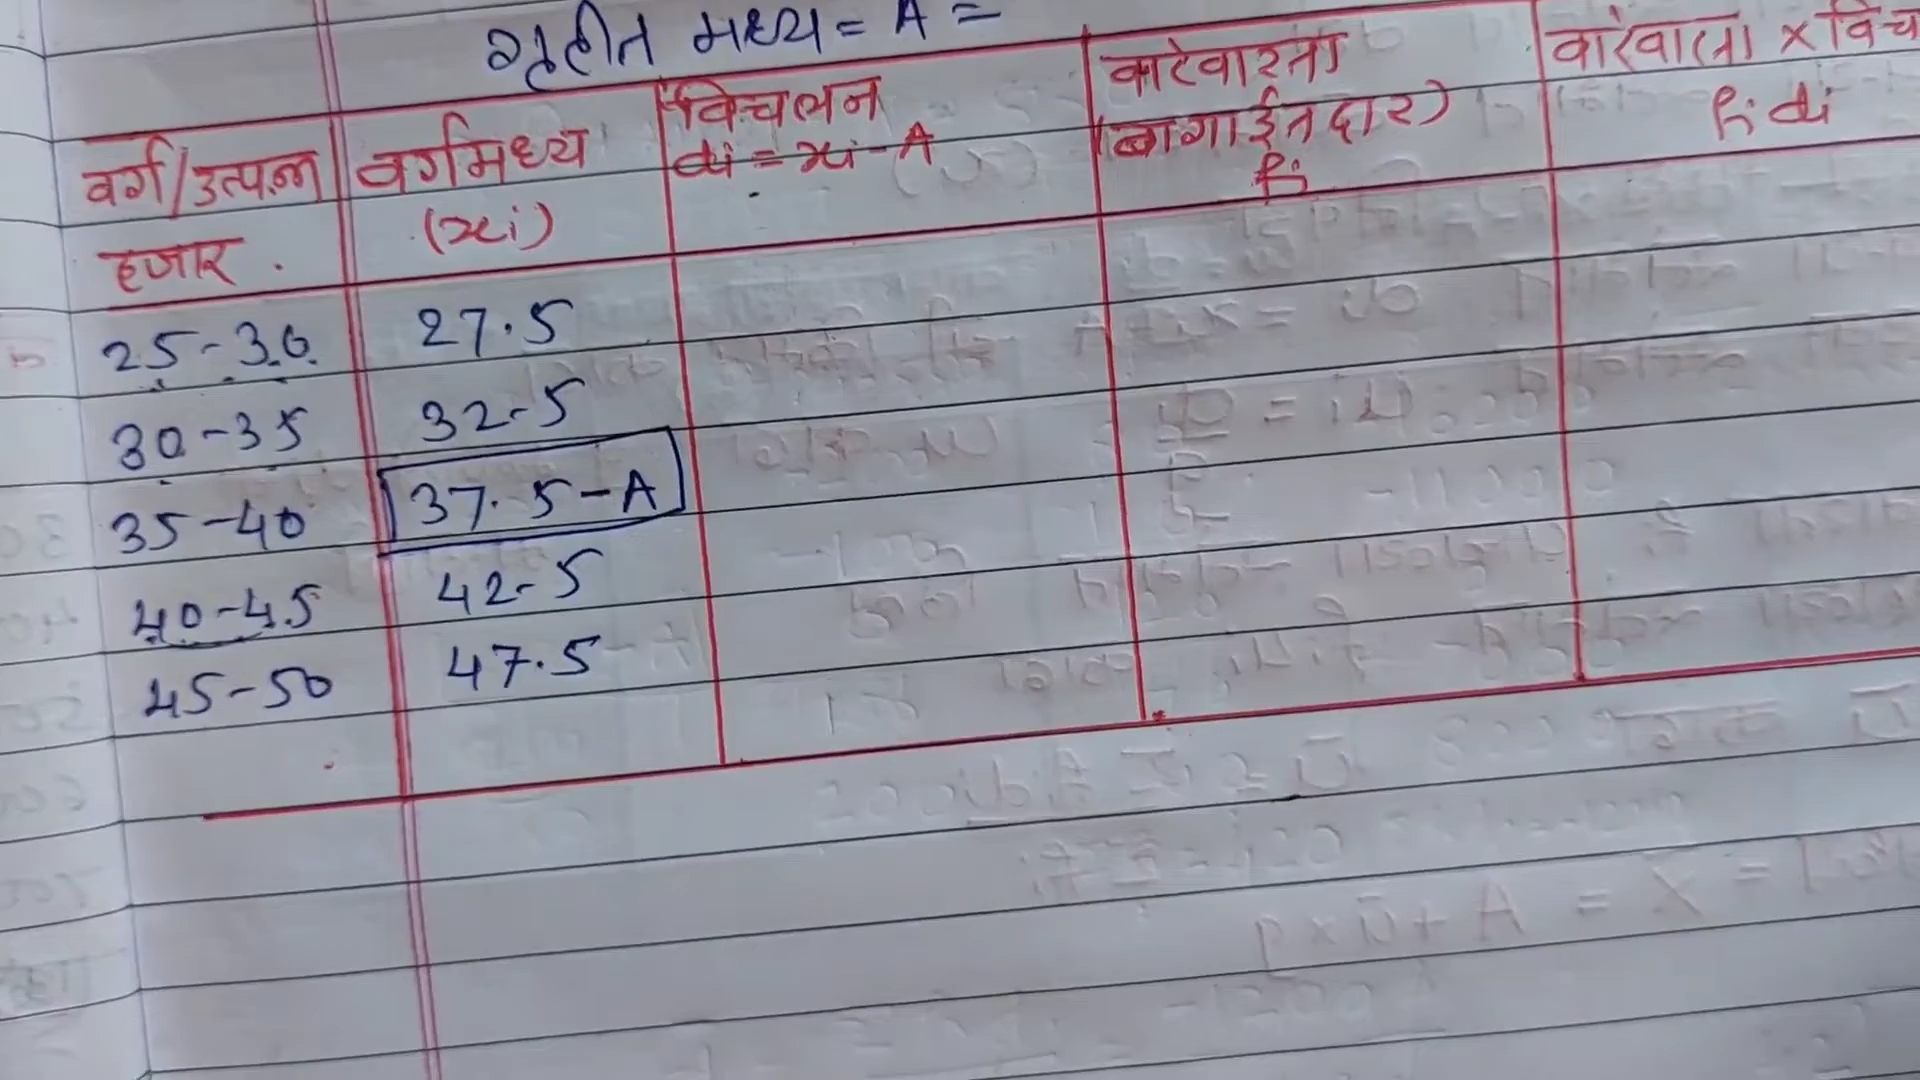 गृहीत मध्य = A =
वर्ग/उत्पन्न हजार .
वर्गमध्य (xi)
विचलन di = xi - A
वारंवारता (बागाईतदार) fi
वारंवारता x विच
fi di
25-30 27.5
30-35 32.5
35-40 37.5-A
40-45 42.5
45-50 47.5